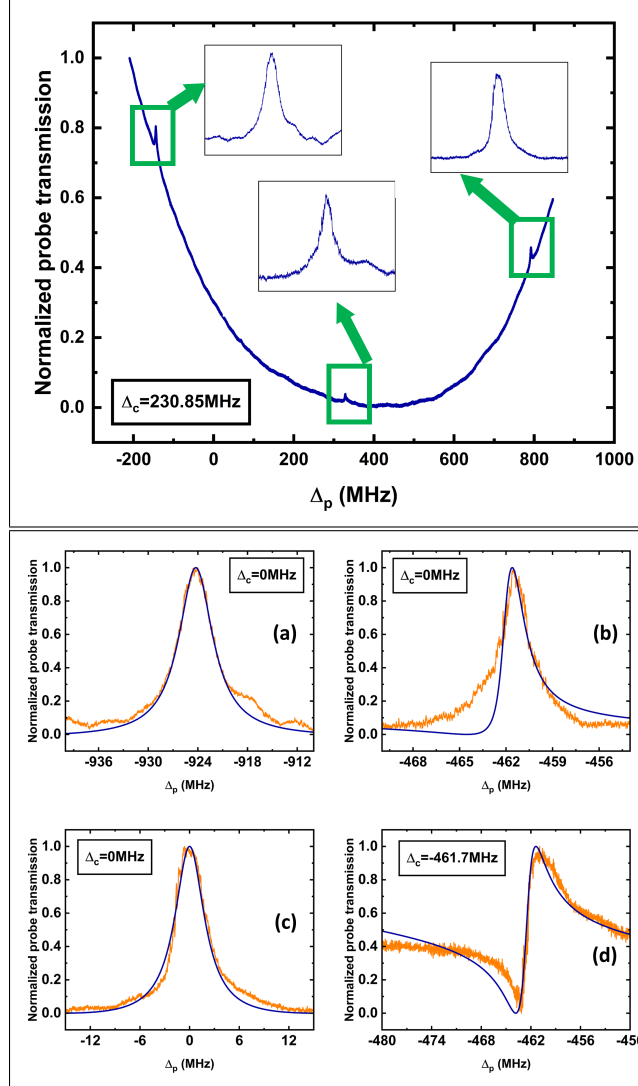 Normalized probe transmission
1.0
0.8
0.6
0.4
0.2
0.0
Δc=230.85MHz
-200 0 200 400 600 800 1000
Δp (MHz)
Normalized probe transmission
1.0
0.8
0.6
0.4
0.2
0.0
Δc=0MHz
(a)
-936 -930 -924 -918 -912
Δp (MHz)
Normalized probe transmission
1.0
0.8
0.6
0.4
0.2
0.0
Δc=0MHz
(b)
-468 -465 -462 -459 -456
Δp (MHz)
Normalized probe transmission
1.0
0.8
0.6
0.4
0.2
0.0
Δc=0MHz
(c)
-12 -6 0 6 12
Δp (MHz)
Normalized probe transmission
1.0
0.8
0.6
0.4
0.2
0.0
Δc=-461.7MHz
(d)
-480 -474 -468 -462 -456
Δp (MHz)